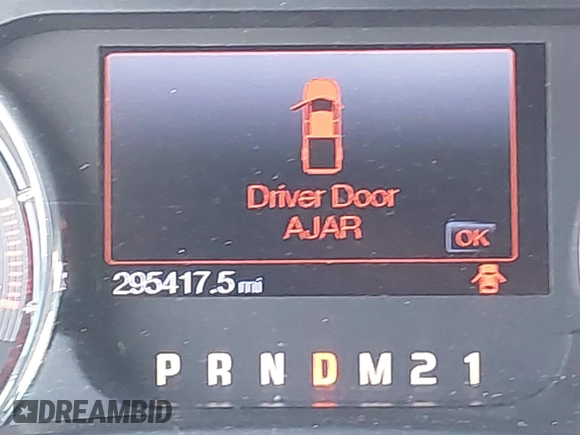 Driver Door
AJAR
OK
295417.5 mi
P R N D M 2 1
DREAMBID